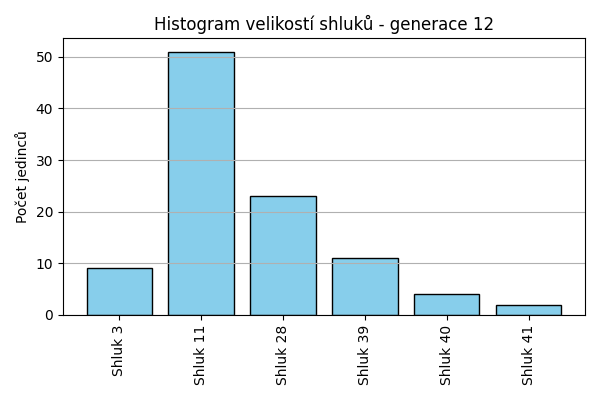 Histogram velikostí shluků - generace 12
Počet jedinců
50
40
30
20
10
0
Shluk 3
Shluk 11
Shluk 28
Shluk 39
Shluk 40
Shluk 41